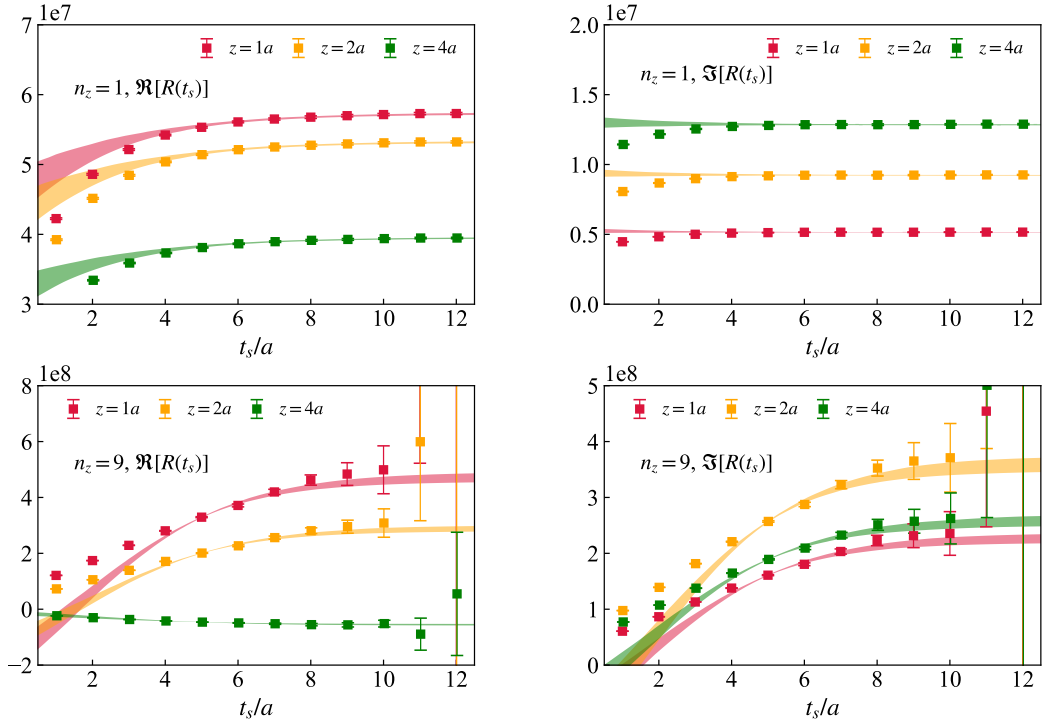 1e7
7
6
5
4
3
z = 1a z = 2a z = 4a
n_z = 1, ℜ[R(t_s)]
2 4 6 8 10 12
t_s/a
1e7
2.0
1.5
1.0
0.5
0.0
z = 1a z = 2a z = 4a
n_z = 1, ℑ[R(t_s)]
2 4 6 8 10 12
t_s/a
1e8
8
6
4
2
0
−2
z = 1a z = 2a z = 4a
n_z = 9, ℜ[R(t_s)]
2 4 6 8 10 12
t_s/a
1e8
5
4
3
2
1
0
z = 1a z = 2a z = 4a
n_z = 9, ℑ[R(t_s)]
2 4 6 8 10 12
t_s/a